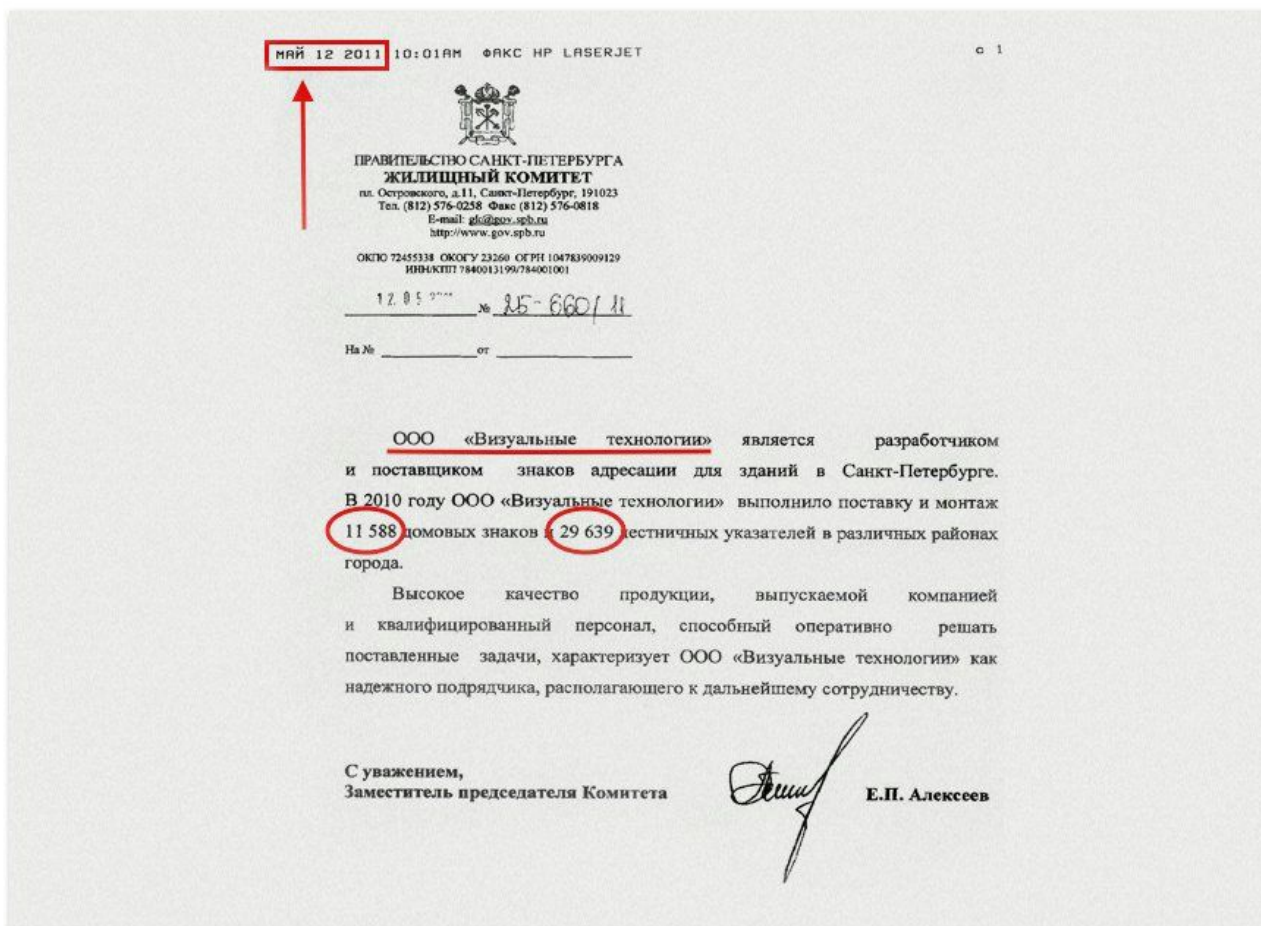 МАЙ 12 2011 10:01AM ФАКС HP LASERJET с 1
ПРАВИТЕЛЬСТВО САНКТ-ПЕТЕРБУРГА
ЖИЛИЩНЫЙ КОМИТЕТ
пл. Островского, д.11, Санкт-Петербург, 191023
Тел. (812) 576-0258 Факс (812) 576-0818
E-mail: gk@gov.spb.ru
http://www.gov.spb.ru
ОКПО 72455338 ОКОГУ 23260 ОГРН 1047839009129
ИНН/КПП 7840013199/784001001
12.05 № 25-660/11
На № от
ООО «Визуальные технологии» является разработчиком
и поставщиком знаков адресации для зданий в Санкт-Петербурге.
В 2010 году ООО «Визуальные технологии» выполнило поставку и монтаж
11 588 домовых знаков и 29 639 лестничных указателей в различных районах
города.
Высокое качество продукции, выпускаемой компанией
и квалифицированный персонал, способный оперативно решать
поставленные задачи, характеризует ООО «Визуальные технологии» как
надежного подрядчика, располагающего к дальнейшему сотрудничеству.
С уважением,
Заместитель председателя Комитета Е.П. Алексеев